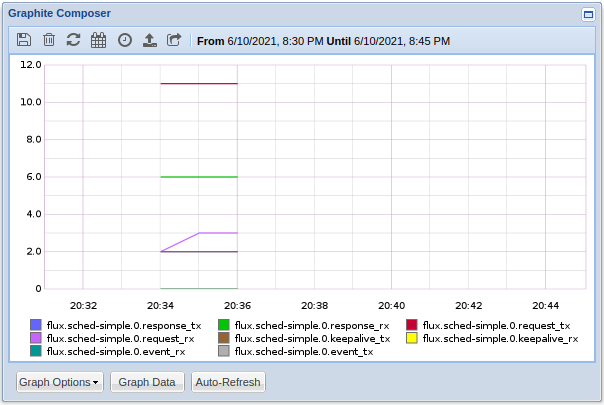 Graphite Composer
From 6/10/2021, 8:30 PM Until 6/10/2021, 8:45 PM
12.0
10.0
8.0
6.0
4.0
2.0
0
20:32 20:34 20:36 20:38 20:40 20:42 20:44
flux.sched-simple.0.response_tx flux.sched-simple.0.response_rx flux.sched-simple.0.request_tx
flux.sched-simple.0.request_rx flux.sched-simple.0.keepalive_tx flux.sched-simple.0.keepalive_rx
flux.sched-simple.0.event_rx flux.sched-simple.0.event_tx
Graph Options Graph Data Auto-Refresh